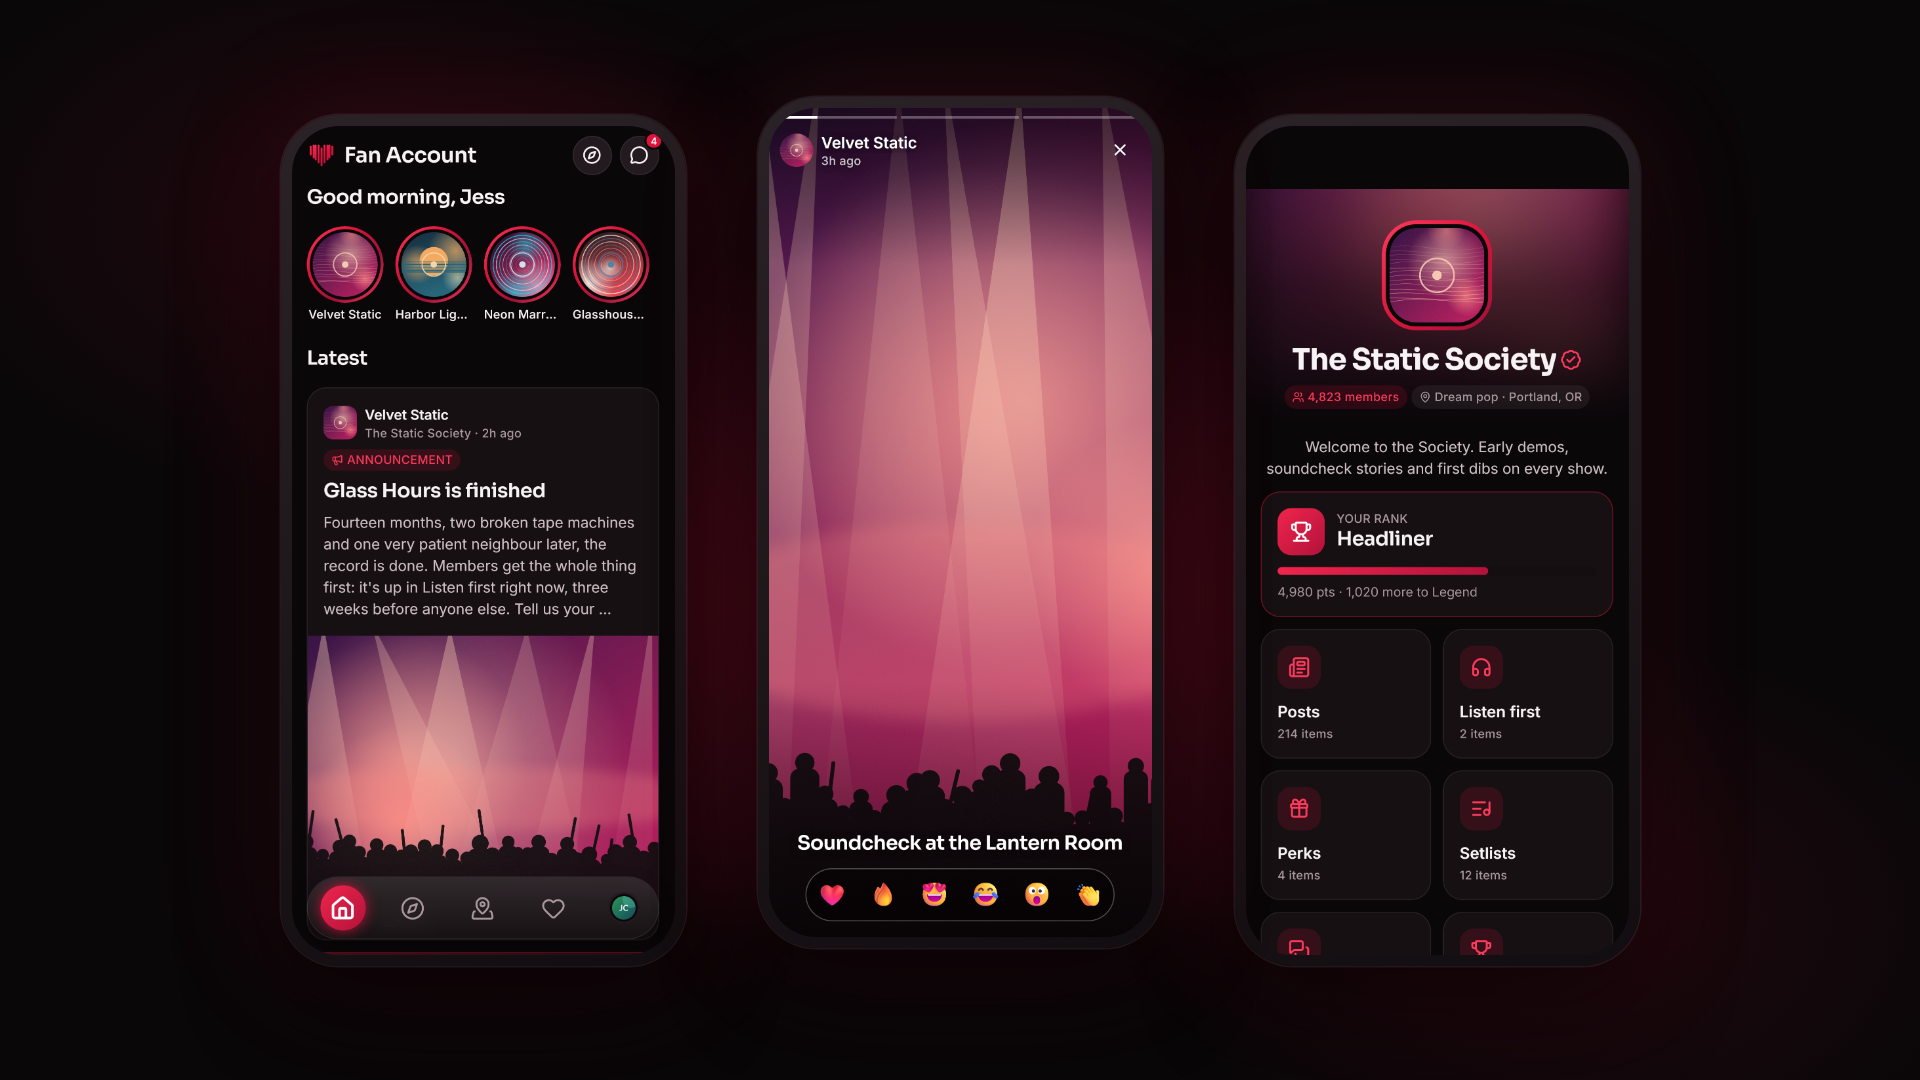 Fan Account
4
Good morning, Jess
Velvet Static
Harbor Lig...
Neon Marr...
Glasshous...
Latest
Velvet Static
The Static Society · 2h ago
ANNOUNCEMENT
Glass Hours is finished
Fourteen months, two broken tape machines
and one very patient neighbour later, the
record is done. Members get the whole thing
first: it's up in Listen first right now, three
weeks before anyone else. Tell us your ...
JC
Velvet Static
3h ago
Soundcheck at the Lantern Room
The Static Society
4,823 members
Dream pop · Portland, OR
Welcome to the Society. Early demos,
soundcheck stories and first dibs on every show.
YOUR RANK
Headliner
4,980 pts · 1,020 more to Legend
Posts
214 items
Listen first
2 items
Perks
4 items
Setlists
12 items